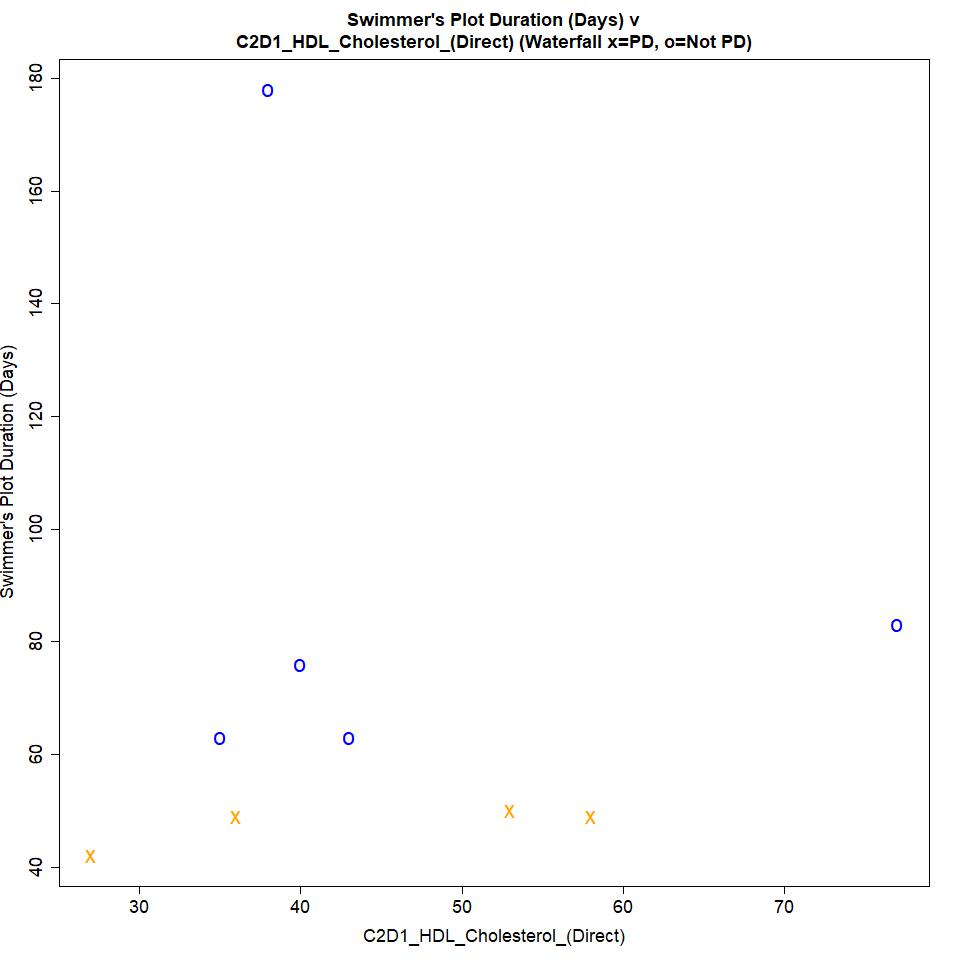 Swimmer's Plot Duration (Days) v
C2D1_HDL_Cholesterol_(Direct) (Waterfall x=PD, o=Not PD)
Swimmer's Plot Duration (Days)
180
160
140
120
100
80
60
40
O
O
O
O
O
X
X
X
X
30
40
50
60
70
C2D1_HDL_Cholesterol_(Direct)